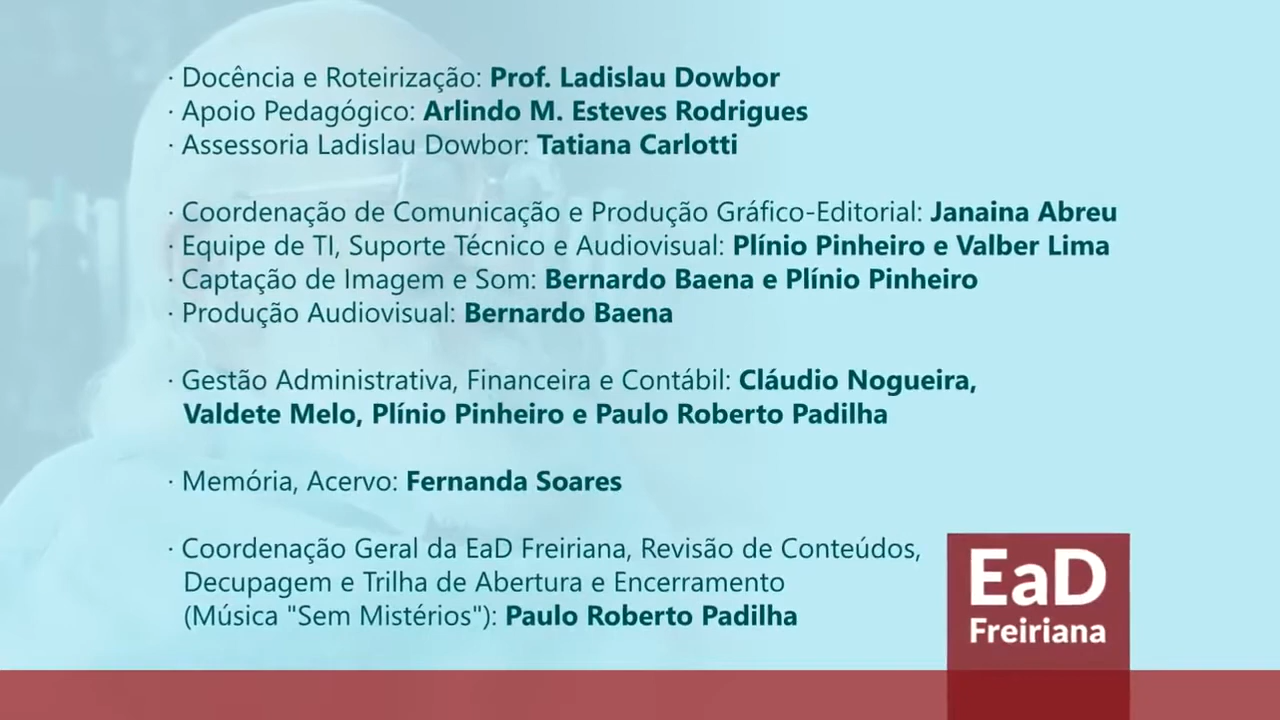 · Docência e Roteirização: Prof. Ladislau Dowbor
· Apoio Pedagógico: Arlindo M. Esteves Rodrigues
· Assessoria Ladislau Dowbor: Tatiana Carlotti
· Coordenação de Comunicação e Produção Gráfico-Editorial: Janaina Abreu
· Equipe de TI, Suporte Técnico e Audiovisual: Plínio Pinheiro e Valber Lima
· Captação de Imagem e Som: Bernardo Baena e Plínio Pinheiro
· Produção Audiovisual: Bernardo Baena
· Gestão Administrativa, Financeira e Contábil: Cláudio Nogueira,
Valdete Melo, Plínio Pinheiro e Paulo Roberto Padilha
· Memória, Acervo: Fernanda Soares
· Coordenação Geral da EaD Freiriana, Revisão de Conteúdos,
Decupagem e Trilha de Abertura e Encerramento
(Música "Sem Mistérios"): Paulo Roberto Padilha
EaD
Freiriana